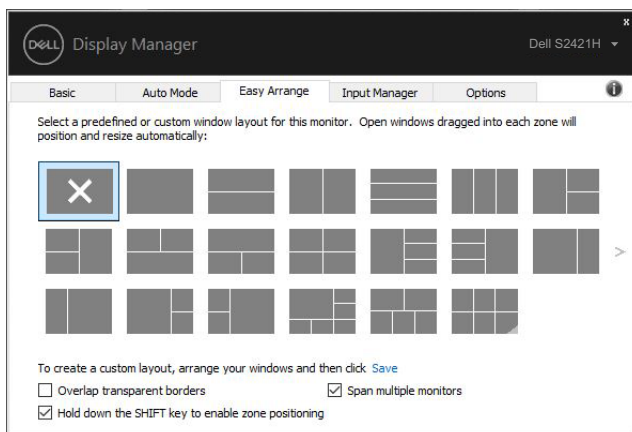 x
DELL Display Manager Dell S2421H
Basic Auto Mode Easy Arrange Input Manager Options
Select a predefined or custom window layout for this monitor. Open windows dragged into each zone will
position and resize automatically:
To create a custom layout, arrange your windows and then click Save
Overlap transparent borders Span multiple monitors
Hold down the SHIFT key to enable zone positioning